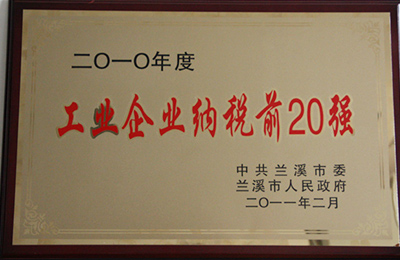 二〇一〇年度
工业企业纳税前20强
中共兰溪市委
兰溪市人民政府
二〇一一年二月